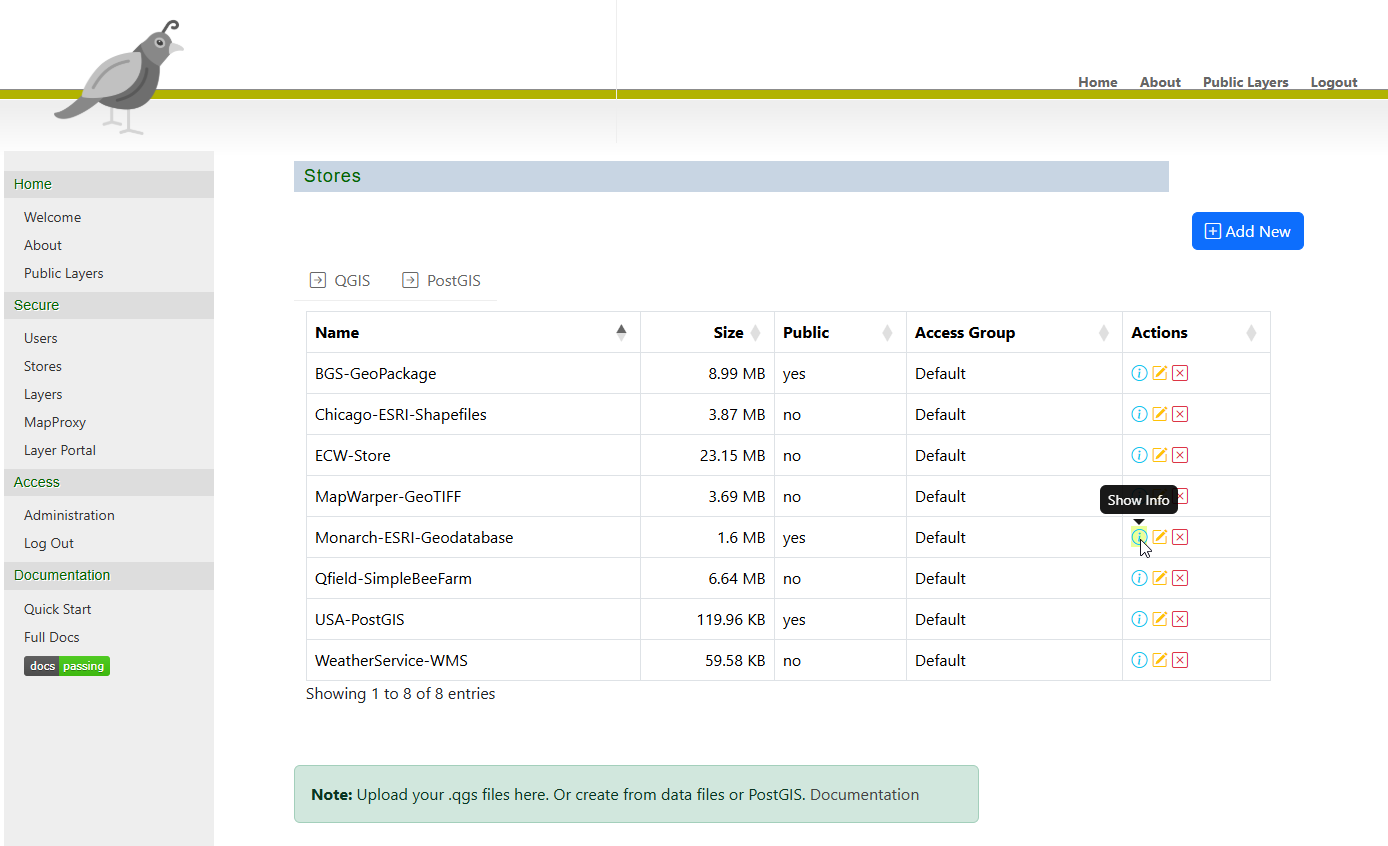 Home About Public Layers Logout
Home
Welcome
About
Public Layers
Secure
Users
Stores
Layers
MapProxy
Layer Portal
Access
Administration
Log Out
Documentation
Quick Start
Full Docs
docs passing
Stores
Add New
QGIS PostGIS
Name Size Public Access Group Actions
BGS-GeoPackage 8.99 MB yes Default
Chicago-ESRI-Shapefiles 3.87 MB no Default
ECW-Store 23.15 MB no Default
MapWarper-GeoTIFF 3.69 MB no Default
Show Info
Monarch-ESRI-Geodatabase 1.6 MB yes Default
Qfield-SimpleBeeFarm 6.64 MB no Default
USA-PostGIS 119.96 KB yes Default
WeatherService-WMS 59.58 KB no Default
Showing 1 to 8 of 8 entries
Note: Upload your .qgs files here. Or create from data files or PostGIS. Documentation